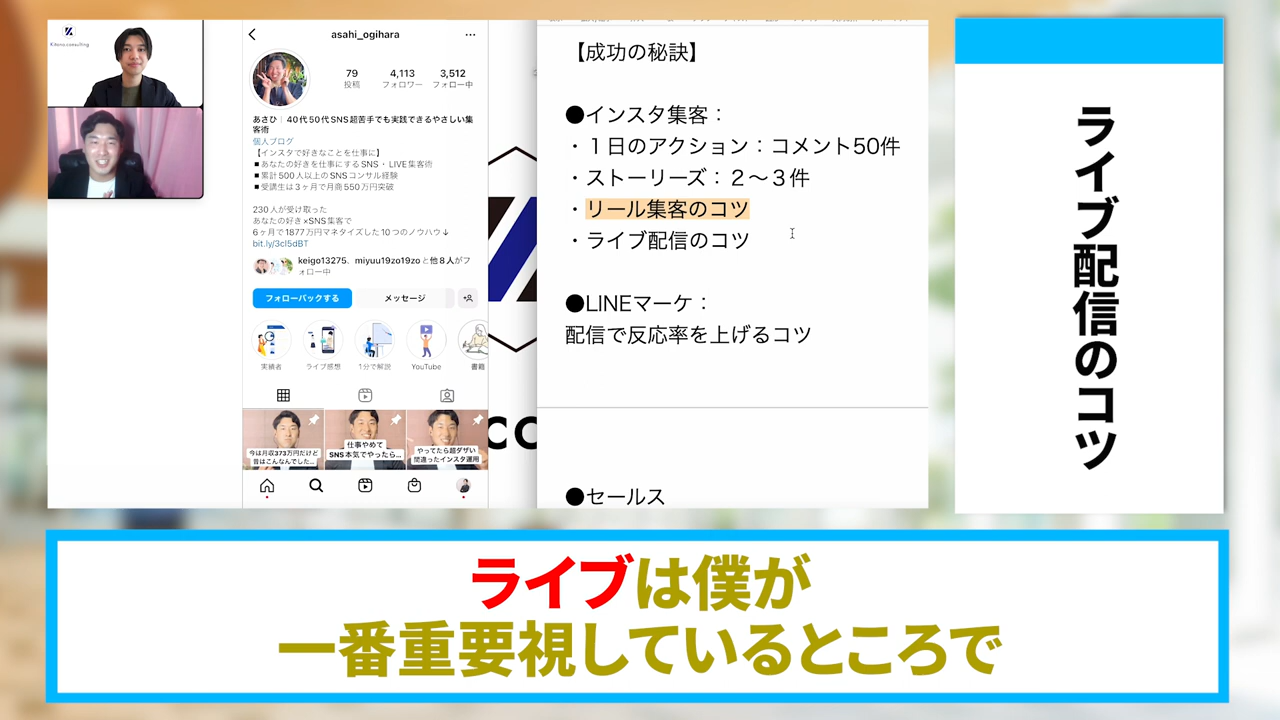 Kitano consulting
asahi_ogihara
79
4,113
3,512
投稿
フォロワー
フォロー中
あさひ｜40代50代SNS超苦手でも実践できるやさしい集
客術
個人ブログ
【インスタで好きなことを仕事に】
■あなたの好きを仕事にするSNS・LIVE集客術
■累計500人以上のSNSコンサル経験
■受講生は3ヶ月で月商550万円突破
230人が受け取った
あなたの好き×SNS集客で
6ヶ月で1877万円マネタイズした10つのノウハウ↓
bit.ly/3cl5dBT
keigo13275、miyuu19zo19zoと他8人がフ
ォロー中
フォローバックする
メッセージ
実績者
ライブ感想
1分で解説
YouTube
書籍
今は月収373万円だけど
昔はこんなんでした...
仕事やめて
SNS本気でやったら...
やってたら超ダザい
間違ったインスタ運用
CO
【成功の秘訣】
●インスタ集客：
・１日のアクション：コメント50件
・ストーリーズ：２〜３件
・リール集客のコツ
・ライブ配信のコツ
●LINEマーケ：
配信で反応率を上げるコツ
●セールス
ライブ配信のコツ
ライブは僕が
一番重要視しているところで